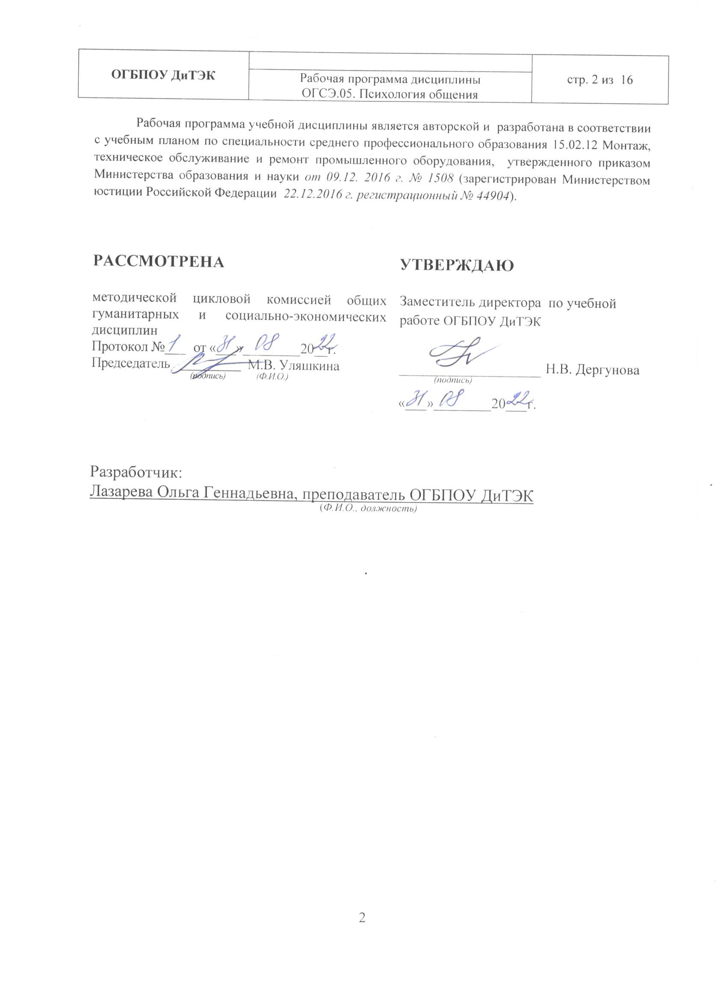 ОГБПОУ ДиТЭК
Рабочая программа дисциплины
ОГСЭ.05. Психология общения
стр. 2 из 16
Рабочая программа учебной дисциплины является авторской и разработана в соответствии
с учебным планом по специальности среднего профессионального образования 15.02.12 Монтаж,
техническое обслуживание и ремонт промышленного оборудования, утвержденного приказом
Министерства образования и науки от 09.12. 2016 г. № 1508 (зарегистрирован Министерством
юстиции Российской Федерации 22.12.2016 г. регистрационный № 44904).
РАССМОТРЕНА
методической цикловой комиссией общих
гуманитарных и социально-экономических
дисциплин
Протокол № 1 от «31» 08 2022г.
Председатель М.В. Уляшкина
(подпись) (Ф.И.О.)
УТВЕРЖДАЮ
Заместитель директора по учебной
работе ОГБПОУ ДиТЭК
Н.В. Дергунова
(подпись)
«31» 08 2022г.
Разработчик:
Лазарева Ольга Геннадьевна, преподаватель ОГБПОУ ДиТЭК
(Ф.И.О., должность)
2